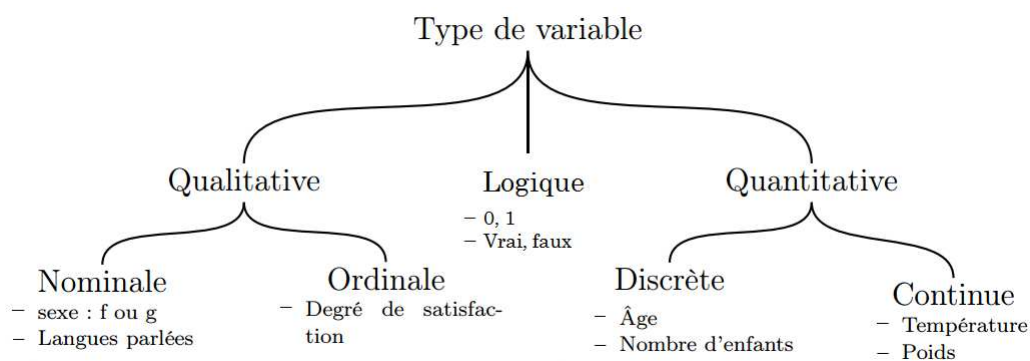 Type de variable
Qualitative
Logique
– 0, 1
– Vrai, faux
Quantitative
Nominale
– sexe : f ou g
– Langues parlées
Ordinale
– Degré de satisfac-
tion
Discrète
– Âge
– Nombre d'enfants
Continue
– Température
– Poids